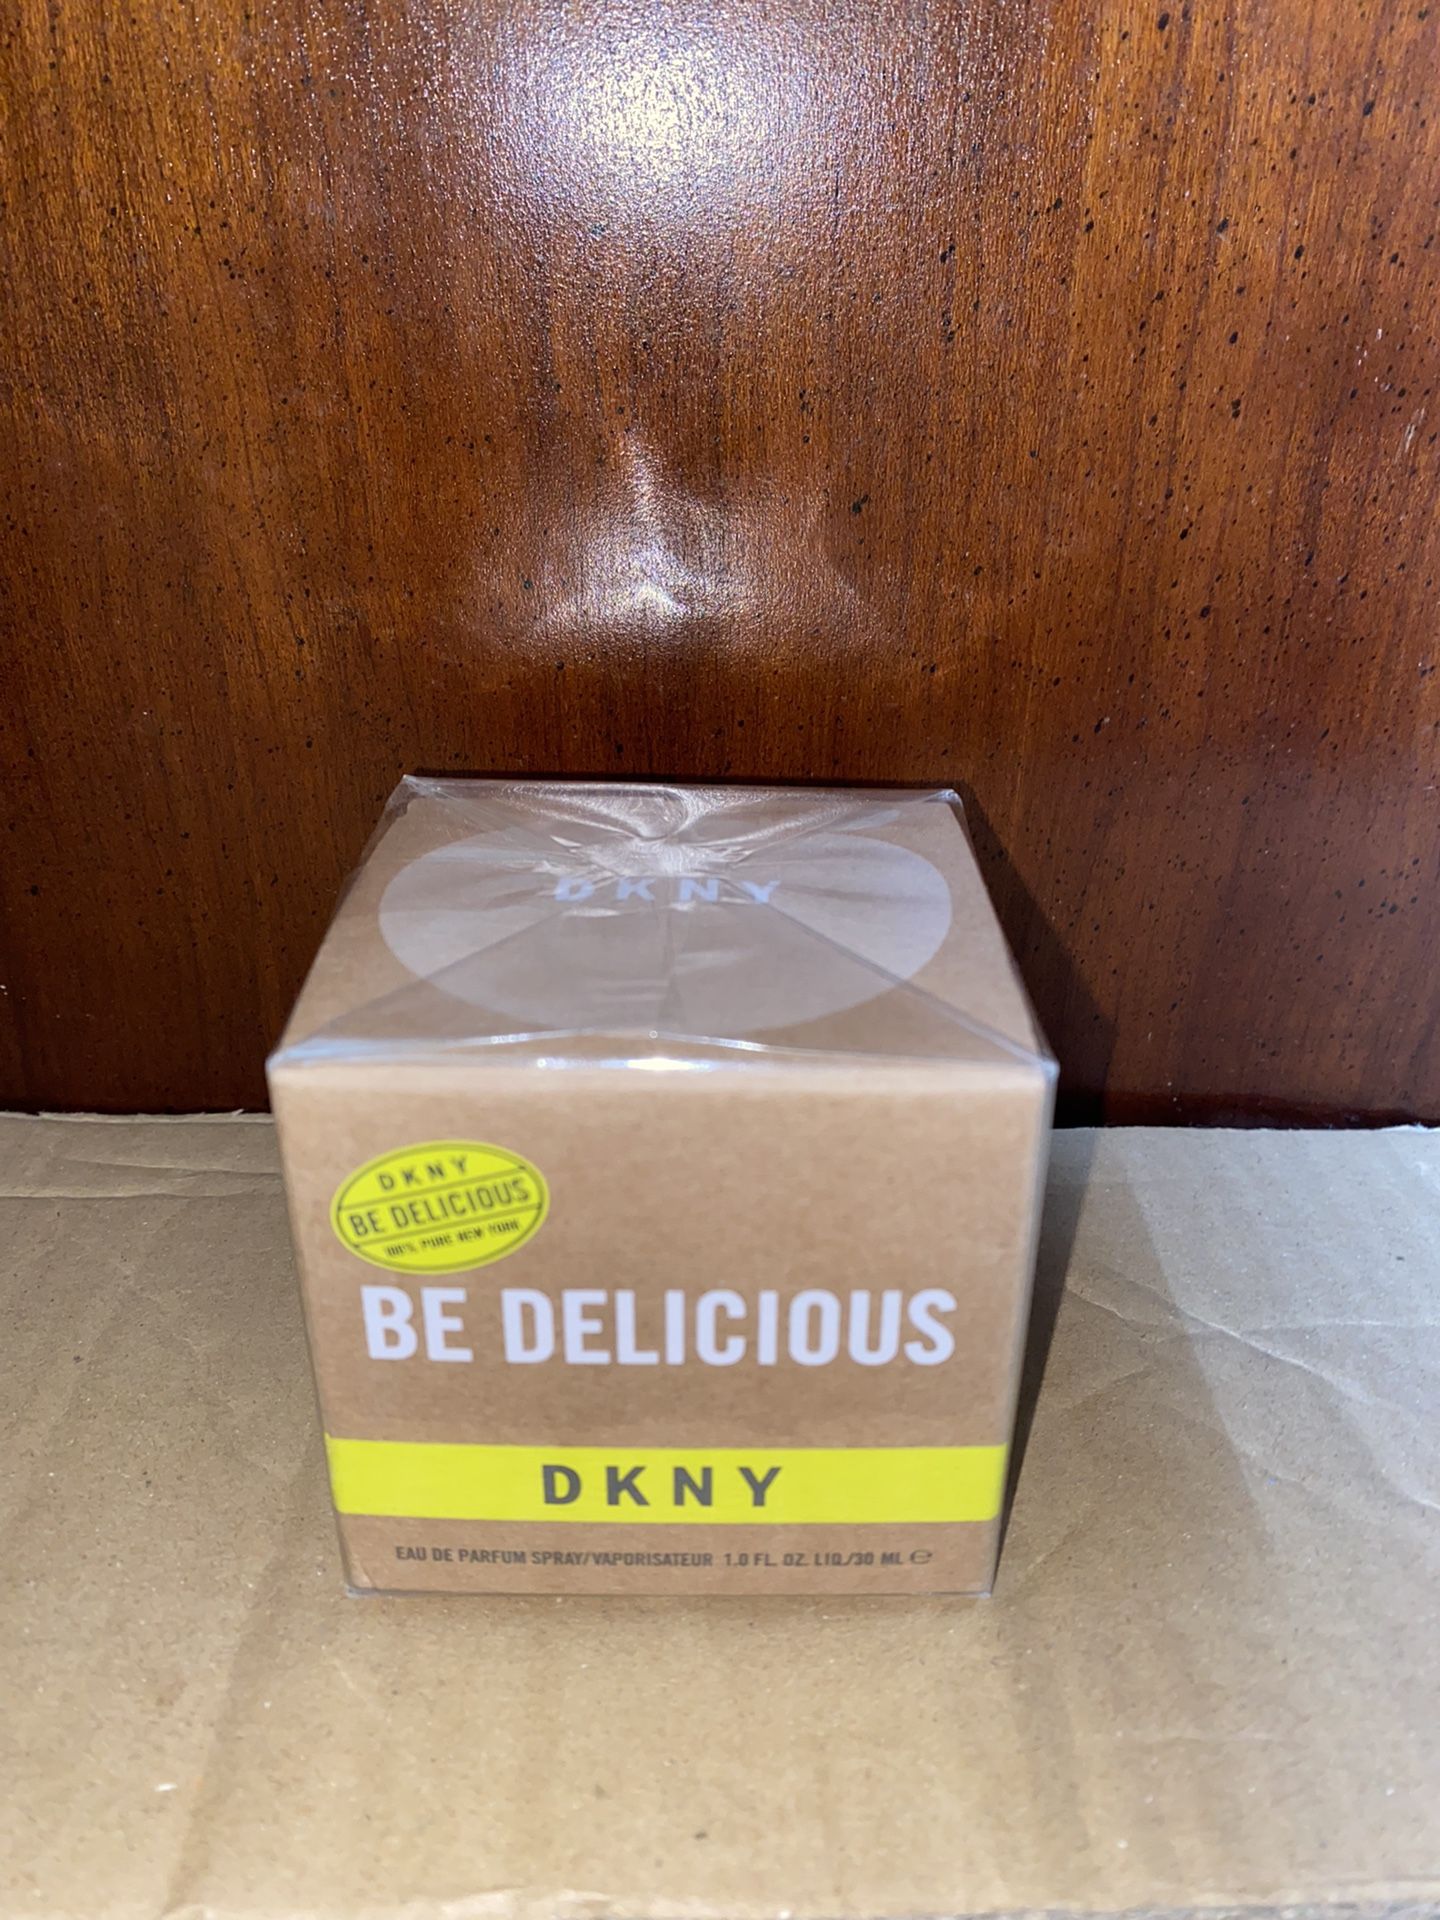 DKNY
DKNY
BE DELICIOUS
100% PURE NEW YORK
BE DELICIOUS
DKNY
EAU DE PARFUM SPRAY/VAPORISATEUR 1.0 FL. OZ. LIQ./30 ML ℮